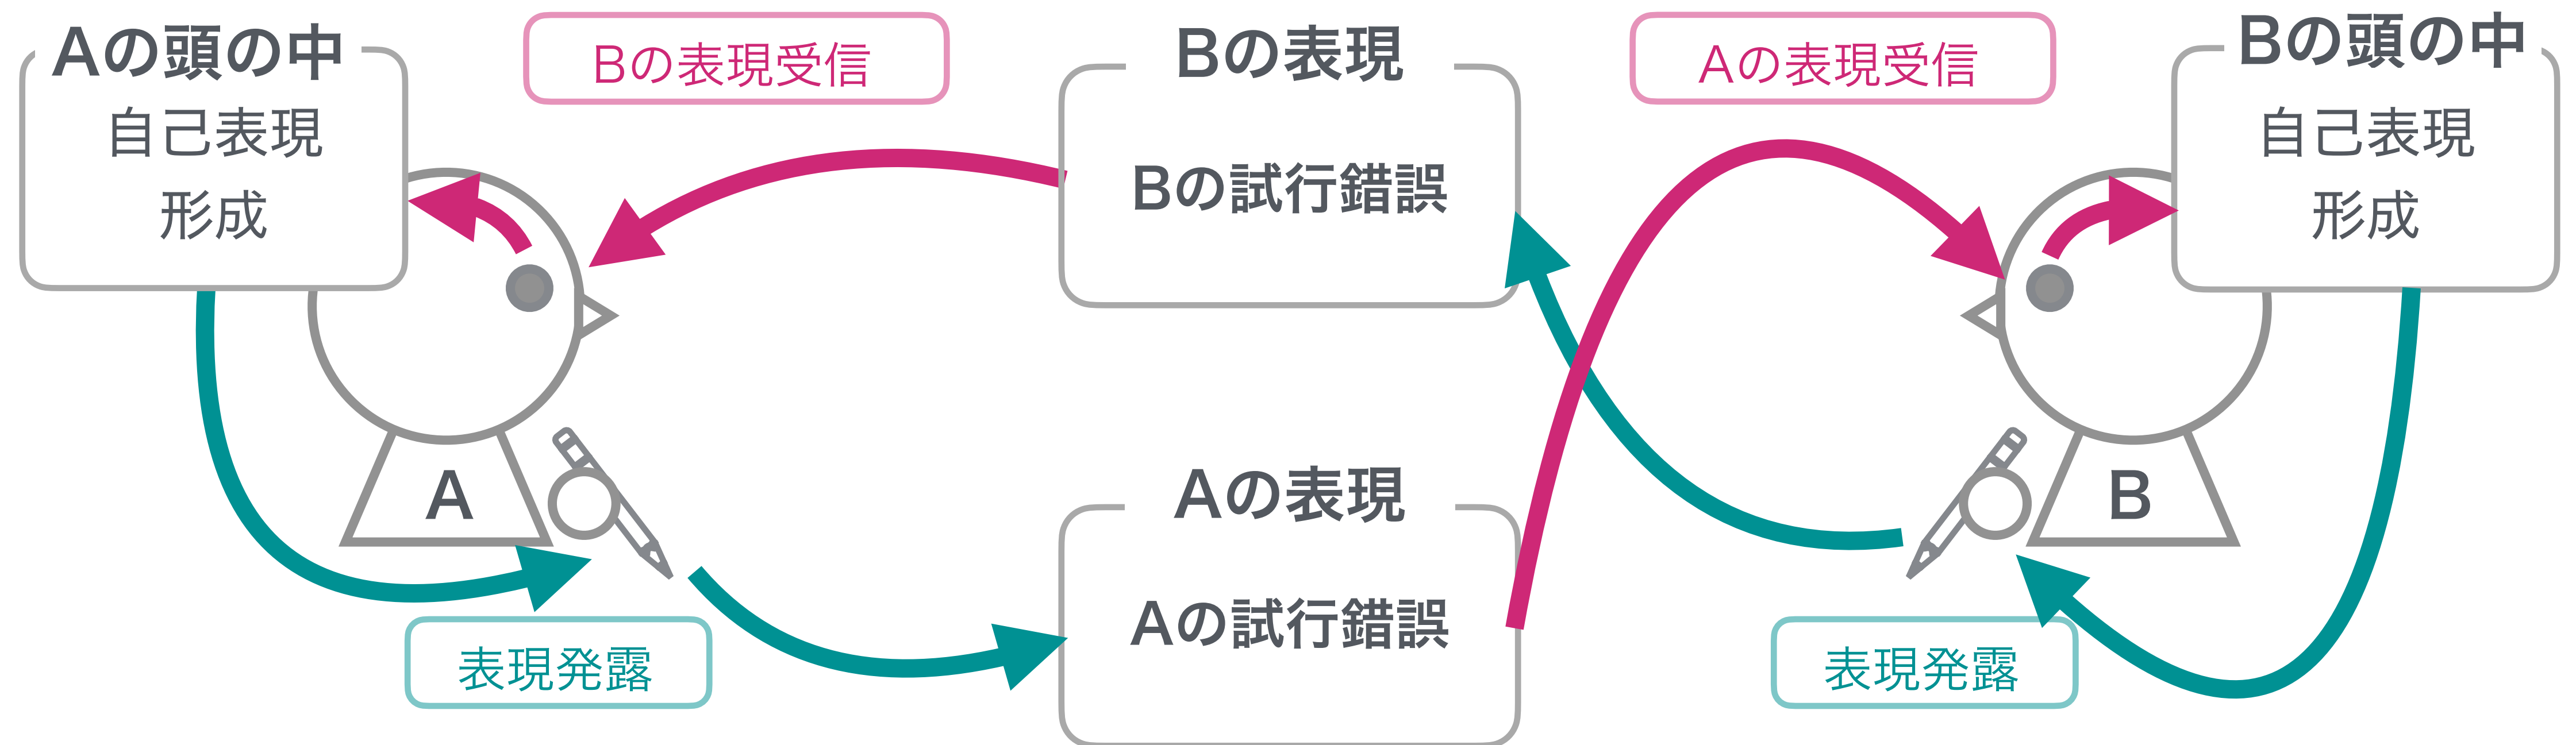 Aの頭の中
自己表現
形成
Bの表現受信
Bの表現
Bの試行錯誤
Aの表現受信
Bの頭の中
自己表現
形成
A
表現発露
Aの表現
Aの試行錯誤
B
表現発露